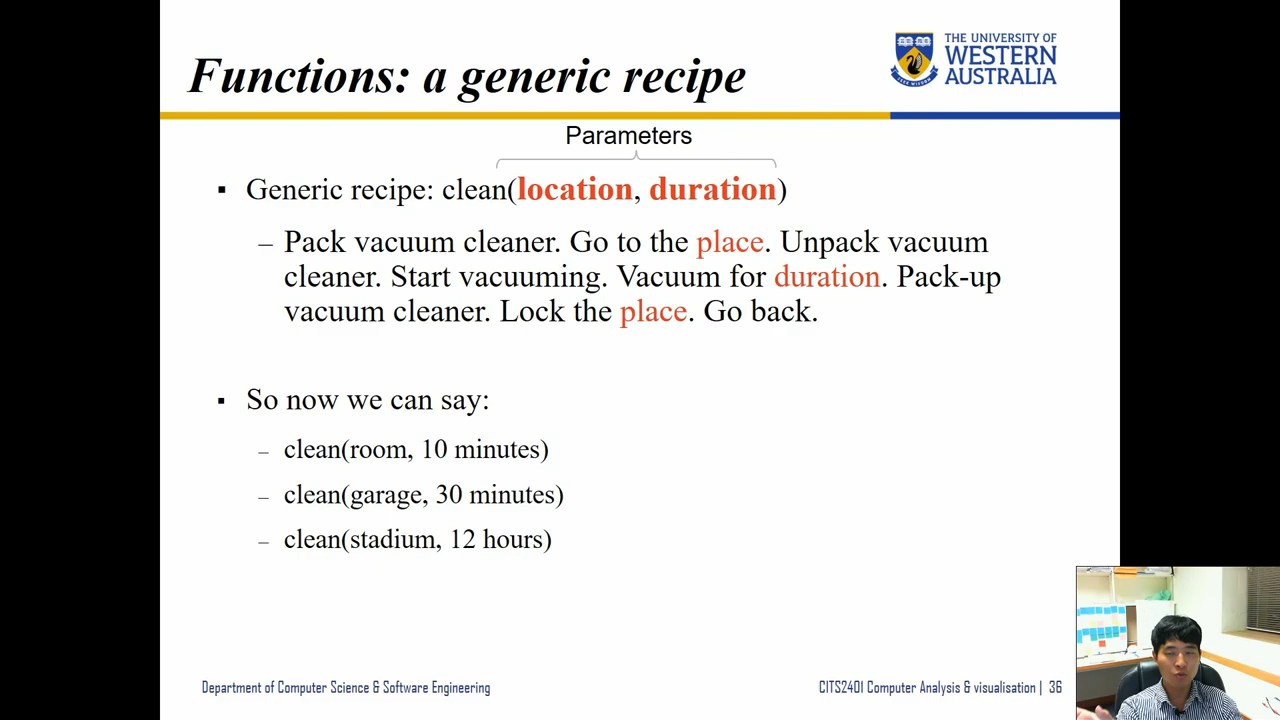 THE UNIVERSITY OF
WESTERN
AUSTRALIA
Functions: a generic recipe
Parameters
▪ Generic recipe: clean(location, duration)
– Pack vacuum cleaner. Go to the place. Unpack vacuum
cleaner. Start vacuuming. Vacuum for duration. Pack-up
vacuum cleaner. Lock the place. Go back.
▪ So now we can say:
– clean(room, 10 minutes)
– clean(garage, 30 minutes)
– clean(stadium, 12 hours)
Department of Computer Science & Software Engineering
CITS2401 Computer Analysis & visualisation | 36